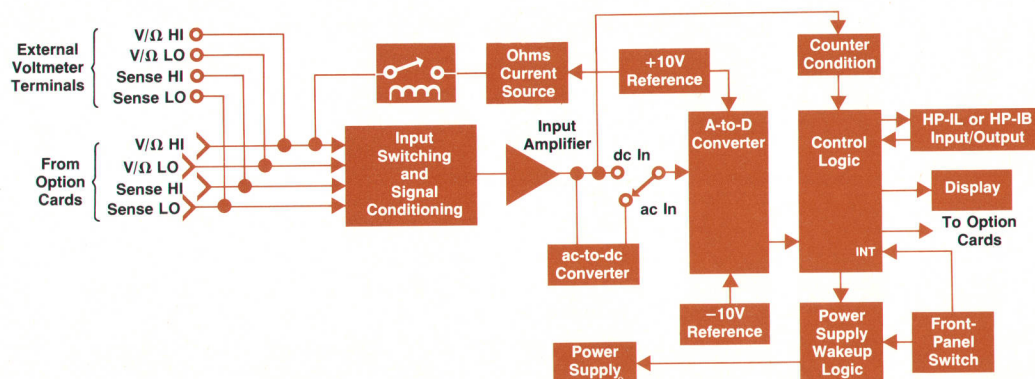 External
Voltmeter
Terminals
V/Ω HI
V/Ω LO
Sense HI
Sense LO
From
Option
Cards
V/Ω HI
V/Ω LO
Sense HI
Sense LO
Ohms
Current
Source
+10V
Reference
Counter
Condition
Input
Switching
and
Signal
Conditioning
Input
Amplifier
dc In
ac In
ac-to-dc
Converter
A-to-D
Converter
−10V
Reference
Control
Logic
INT
HP-IL or HP-IB
Input/Output
Display
To Option
Cards
Power
Supply
Power
Supply
Wakeup
Logic
Front-
Panel
Switch